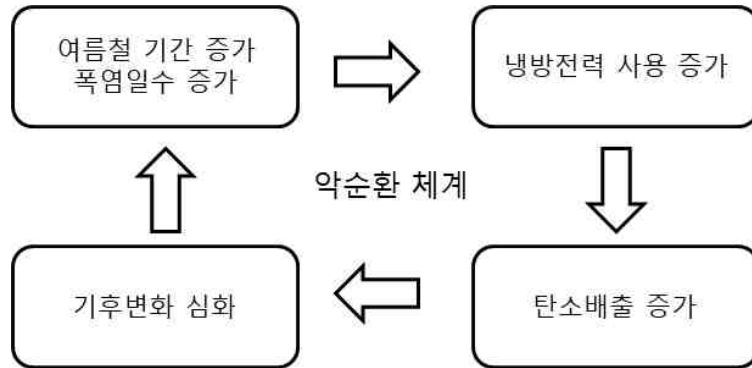 여름철 기간 증가
폭염일수 증가
냉방전력 사용 증가
악순환 체계
기후변화 심화
탄소배출 증가